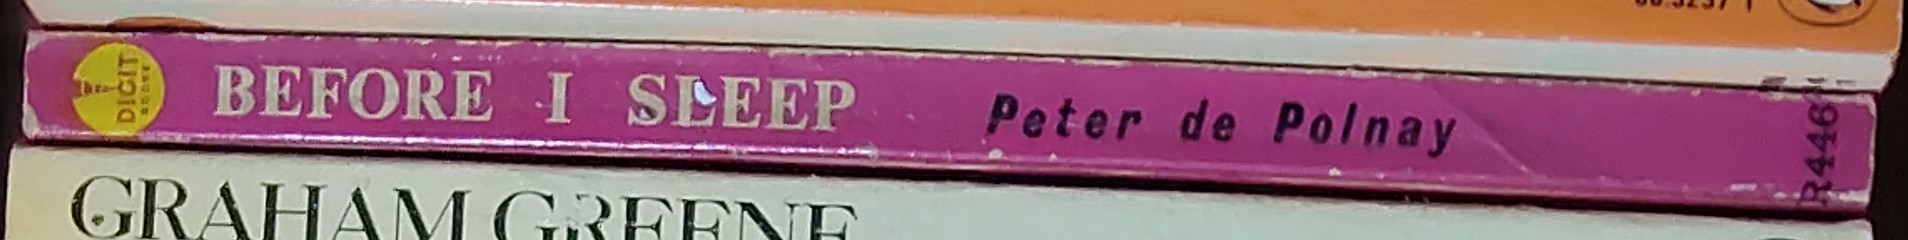 DIGIT
BOOKS
BEFORE I SLEEP
Peter de Polnay
R446
GRAHAM GREENE